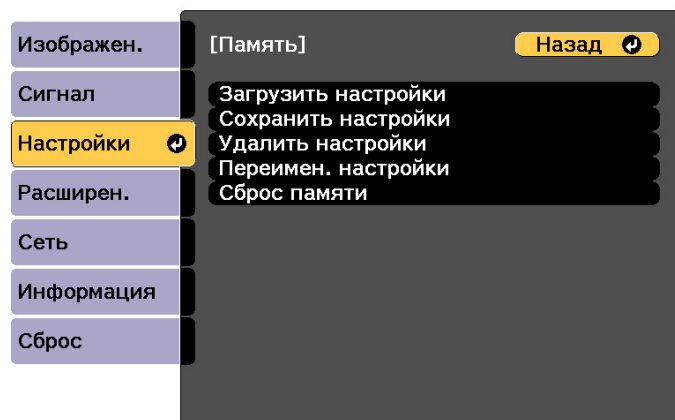 Изображен.
Сигнал
Настройки
Расширен.
Сеть
Информация
Сброс
[Память]
Назад
Загрузить настройки
Сохранить настройки
Удалить настройки
Переимен. настройки
Сброс памяти